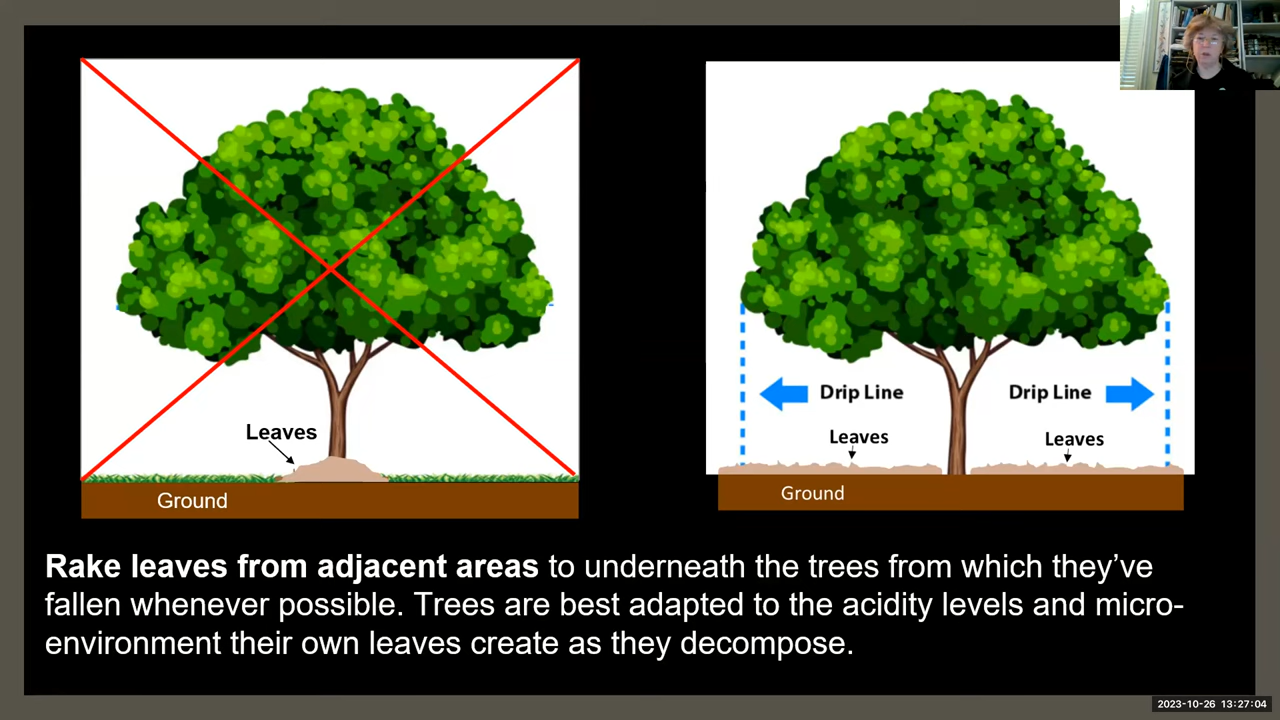 Leaves
Ground
Drip Line
Drip Line
Leaves
Leaves
Ground
Rake leaves from adjacent areas to underneath the trees from which they’ve
fallen whenever possible. Trees are best adapted to the acidity levels and micro-
environment their own leaves create as they decompose.
2023-10-26 13:27:04